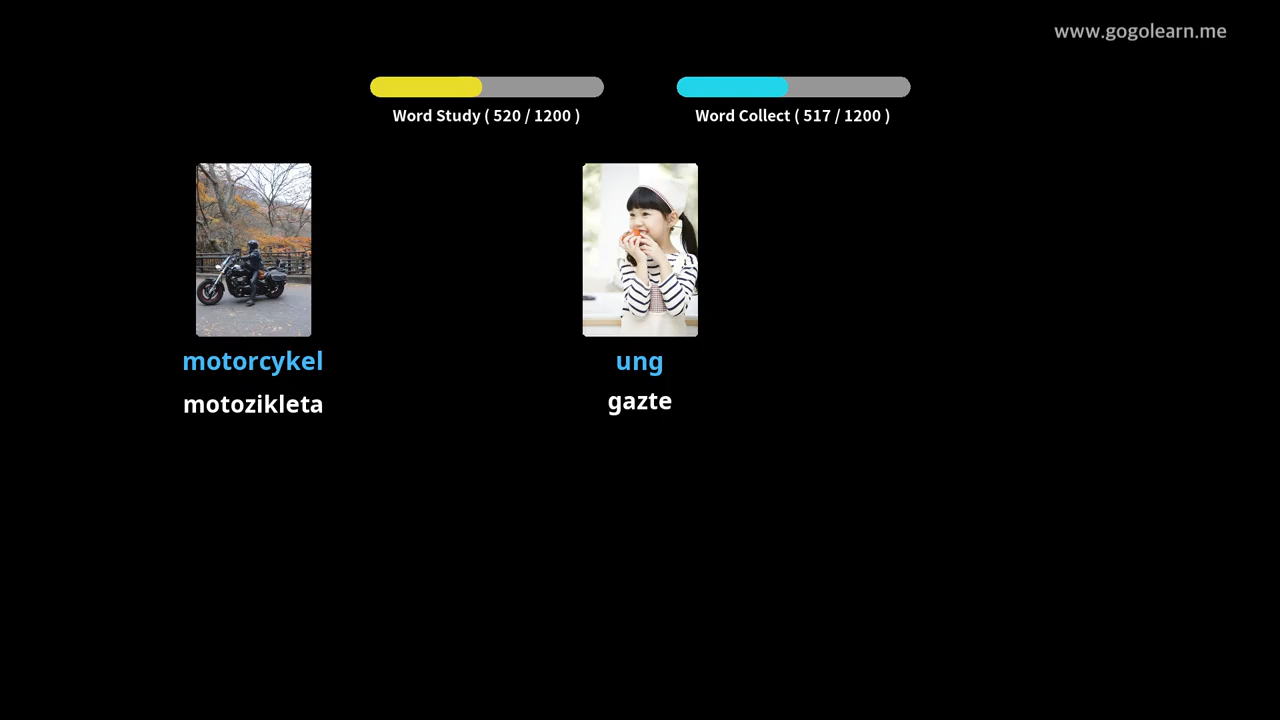 www.gogolearn.me
Word Study ( 520 / 1200 )
Word Collect ( 517 / 1200 )
motorcykel
motozikleta
ung
gazte